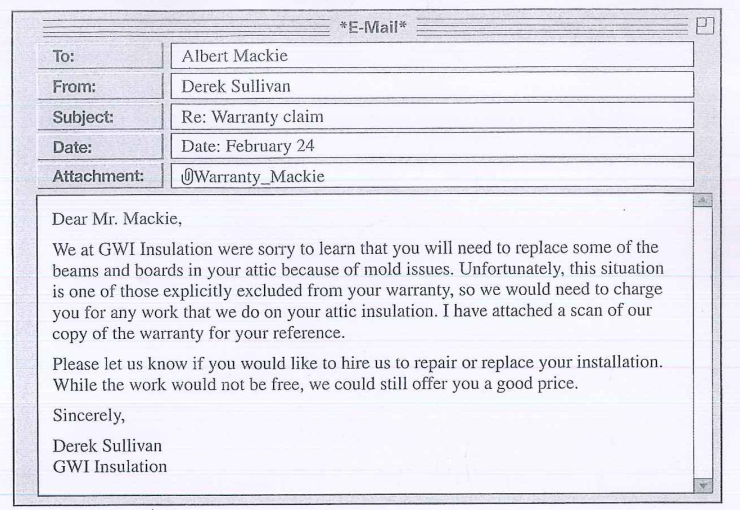 *E-Mail*
To: Albert Mackie
From: Derek Sullivan
Subject: Re: Warranty claim
Date: Date: February 24
Attachment: Warranty_Mackie
Dear Mr. Mackie,
We at GWI Insulation were sorry to learn that you will need to replace some of the
beams and boards in your attic because of mold issues. Unfortunately, this situation
is one of those explicitly excluded from your warranty, so we would need to charge
you for any work that we do on your attic insulation. I have attached a scan of our
copy of the warranty for your reference.
Please let us know if you would like to hire us to repair or replace your installation.
While the work would not be free, we could still offer you a good price.
Sincerely,
Derek Sullivan
GWI Insulation